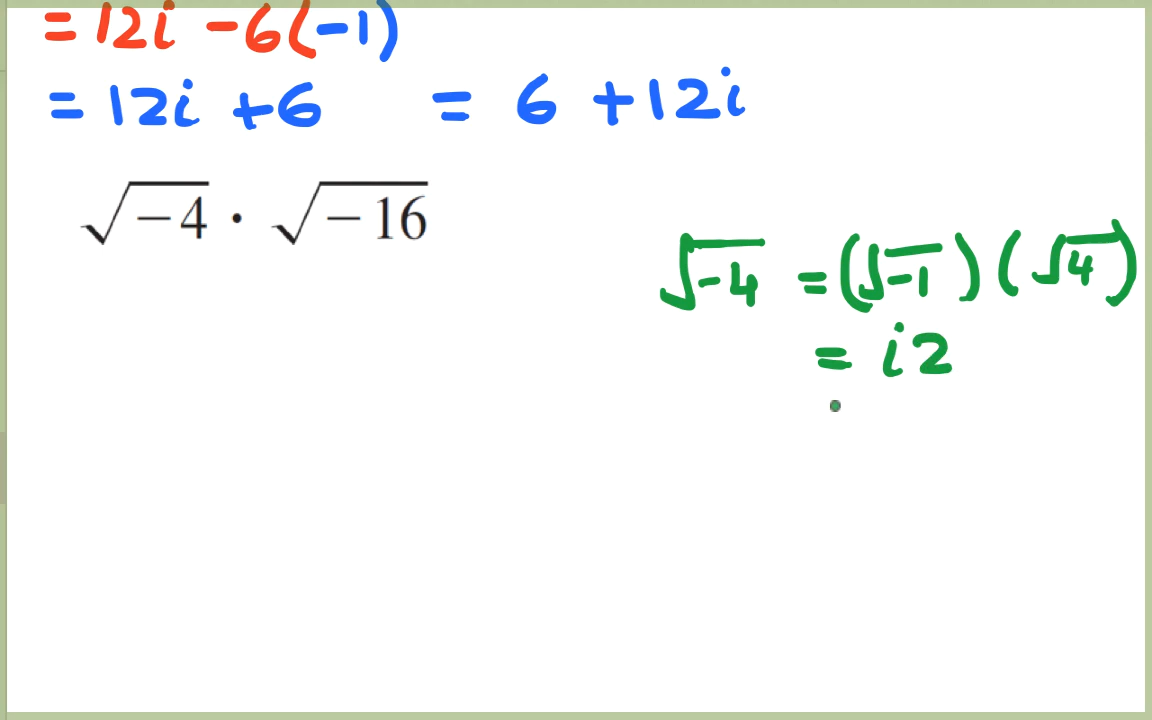 = 12i - 6(-1)
= 12i + 6 = 6 + 12i
√-4 · √-16
√-4 = (√-1)(√4)
= i2